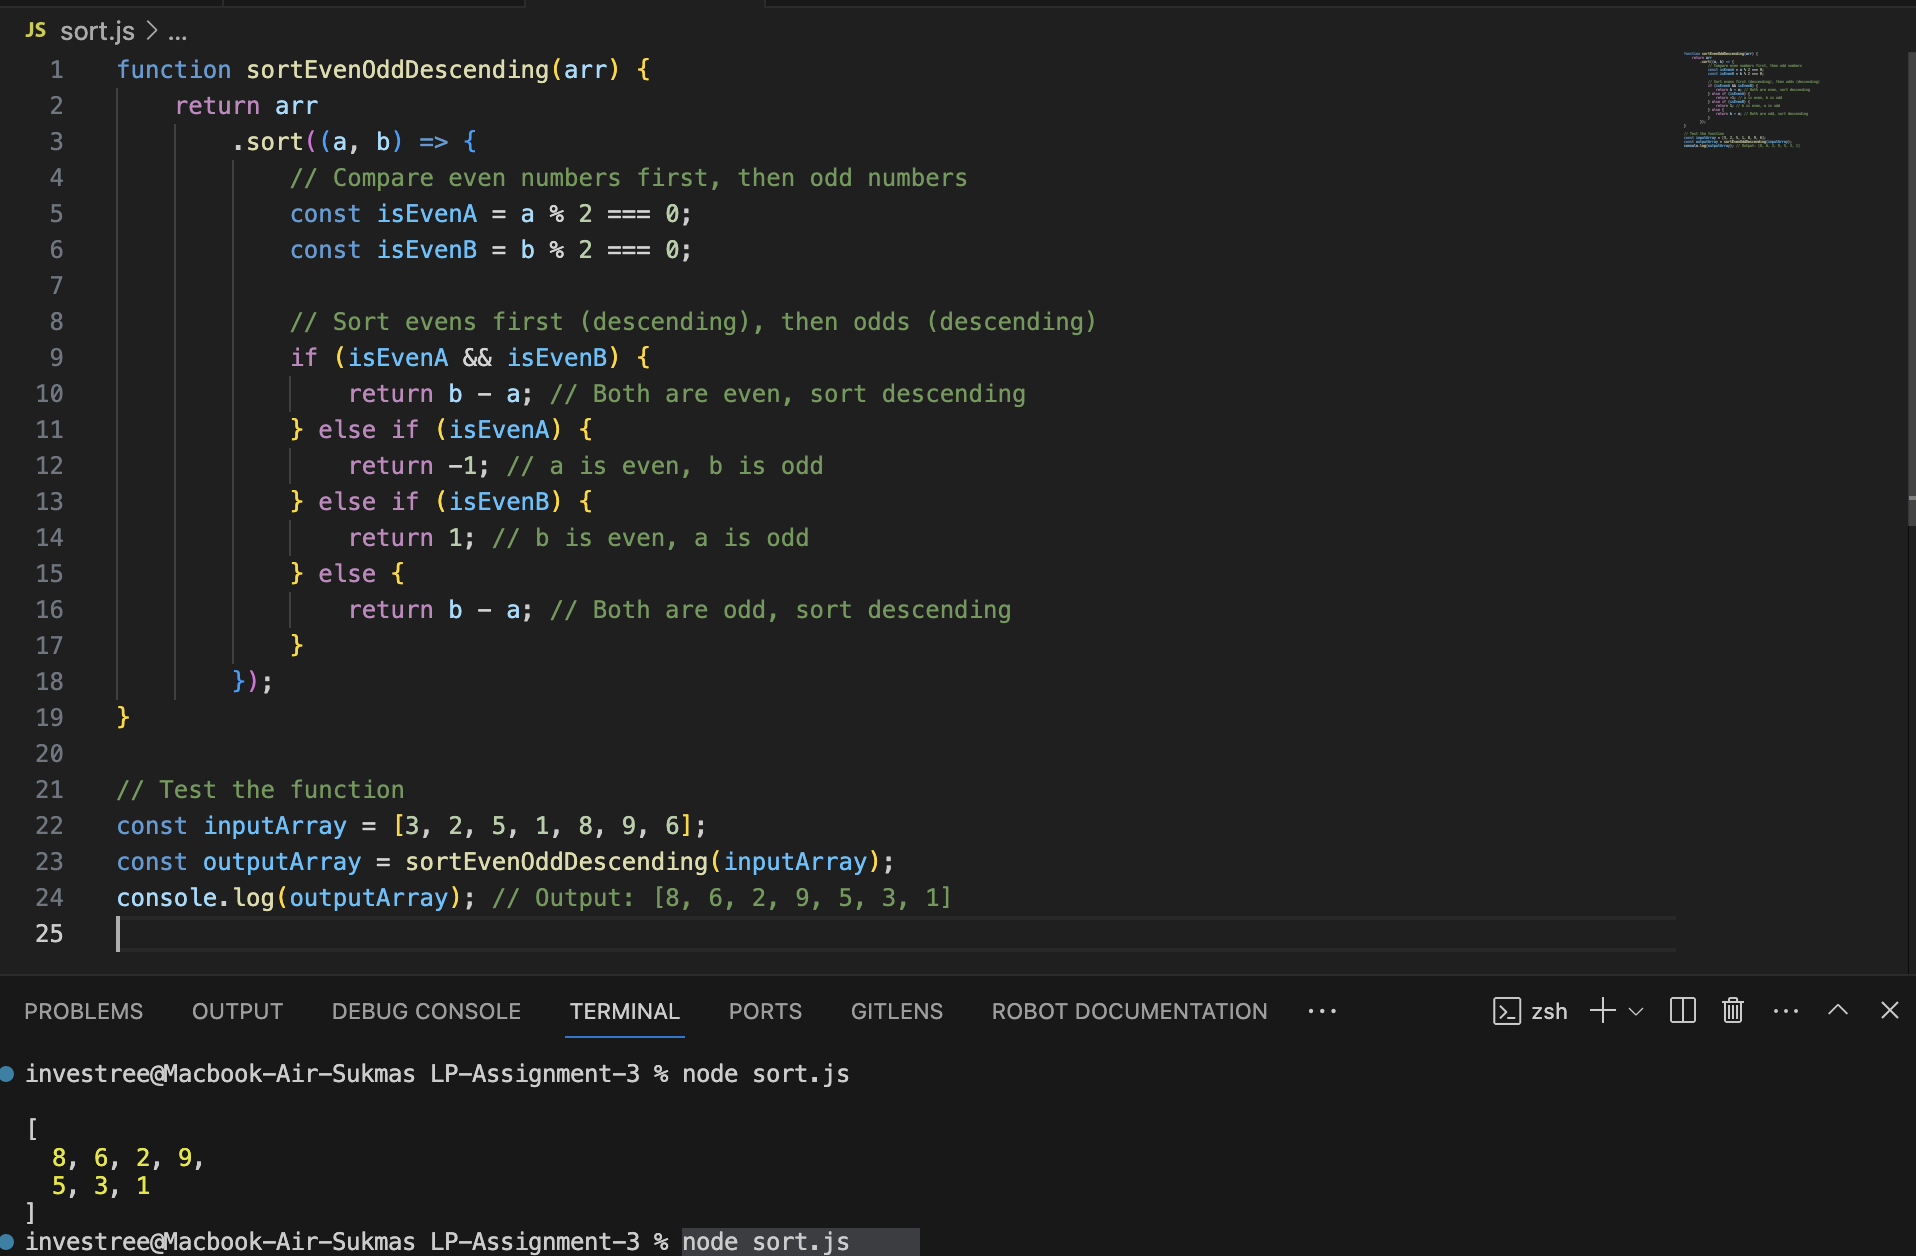 JS sort.js > ...
1 function sortEvenOddDescending(arr) {
2 return arr
3 .sort((a, b) => {
4 // Compare even numbers first, then odd numbers
5 const isEvenA = a % 2 === 0;
6 const isEvenB = b % 2 === 0;
7
8 // Sort evens first (descending), then odds (descending)
9 if (isEvenA && isEvenB) {
10 return b - a; // Both are even, sort descending
11 } else if (isEvenA) {
12 return -1; // a is even, b is odd
13 } else if (isEvenB) {
14 return 1; // b is even, a is odd
15 } else {
16 return b - a; // Both are odd, sort descending
17 }
18 });
19 }
20
21 // Test the function
22 const inputArray = [3, 2, 5, 1, 8, 9, 6];
23 const outputArray = sortEvenOddDescending(inputArray);
24 console.log(outputArray); // Output: [8, 6, 2, 9, 5, 3, 1]
25
PROBLEMS OUTPUT DEBUG CONSOLE TERMINAL PORTS GITLENS ROBOT DOCUMENTATION ··· zsh ···
investree@Macbook-Air-Sukmas LP-Assignment-3 % node sort.js
[
8, 6, 2, 9,
5, 3, 1
]
investree@Macbook-Air-Sukmas LP-Assignment-3 % node sort.js